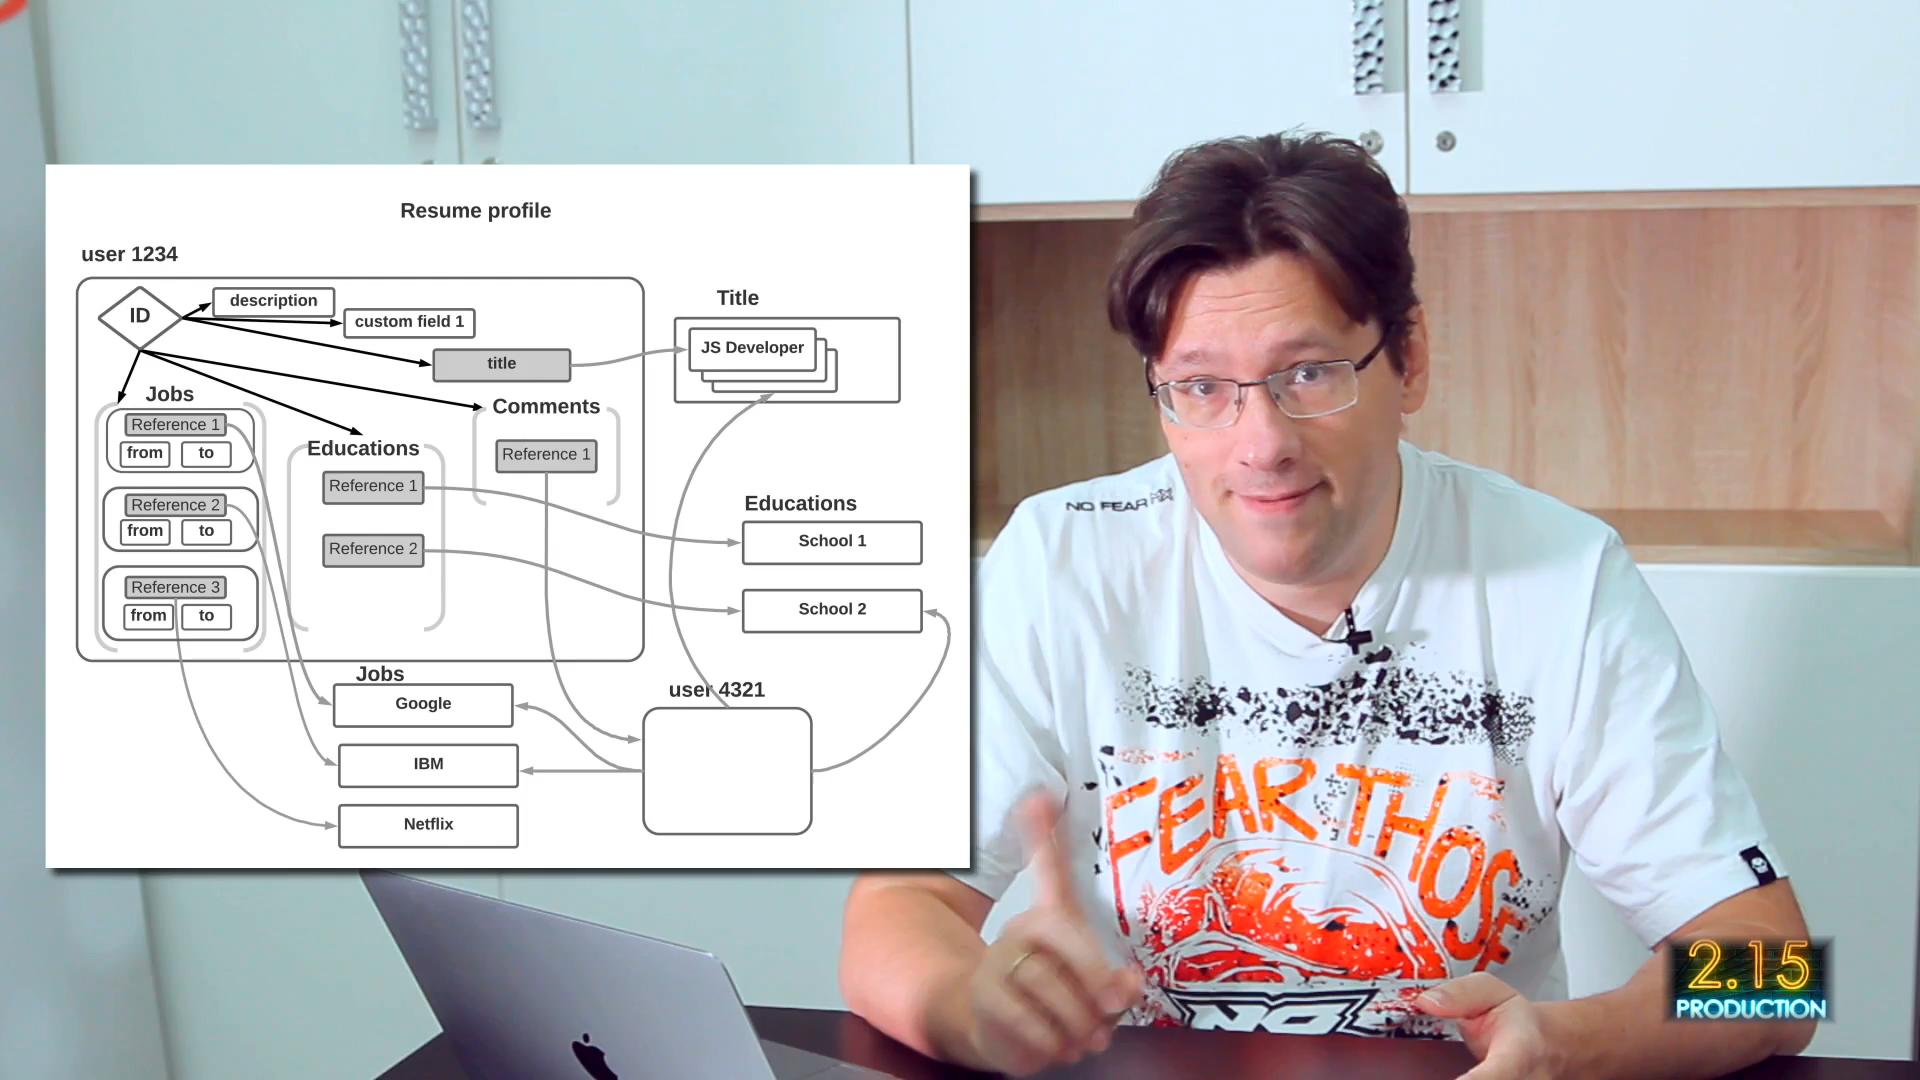 Resume profile
user 1234
ID
description
custom field 1
title
Title
JS Developer
Jobs
Reference 1
from to
Reference 2
from to
Reference 3
from to
Educations
Reference 1
Reference 2
Comments
Reference 1
Educations
School 1
School 2
Jobs
Google
IBM
Netflix
user 4321
NO FEAR
FEAR THOSE
NO
2.15
PRODUCTION